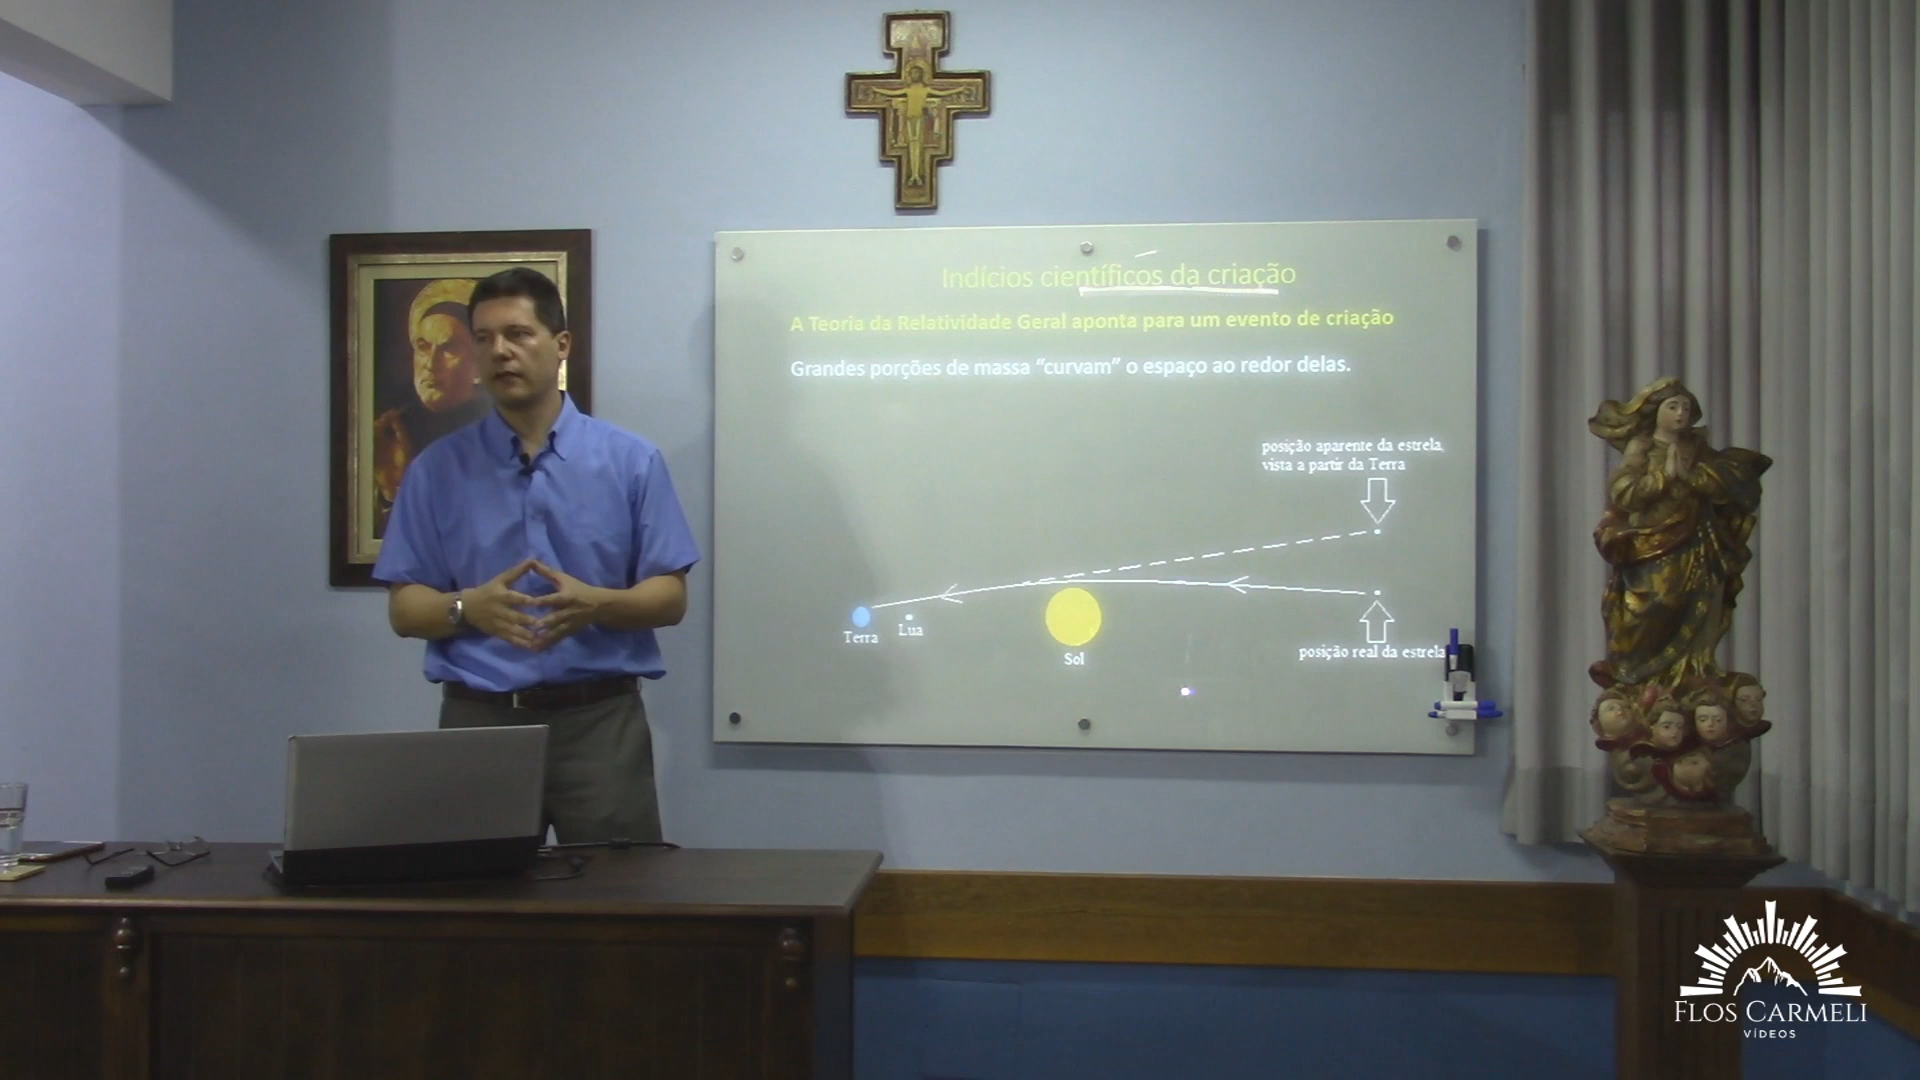 Indícios científicos da criação
A Teoria da Relatividade Geral aponta para um evento de criação
Grandes porções de massa “curvam” o espaço ao redor delas.
posição aparente da estrela,
vista a partir da Terra
Terra
Lua
Sol
posição real da estrela
FLOS CARMELI
VÍDEOS